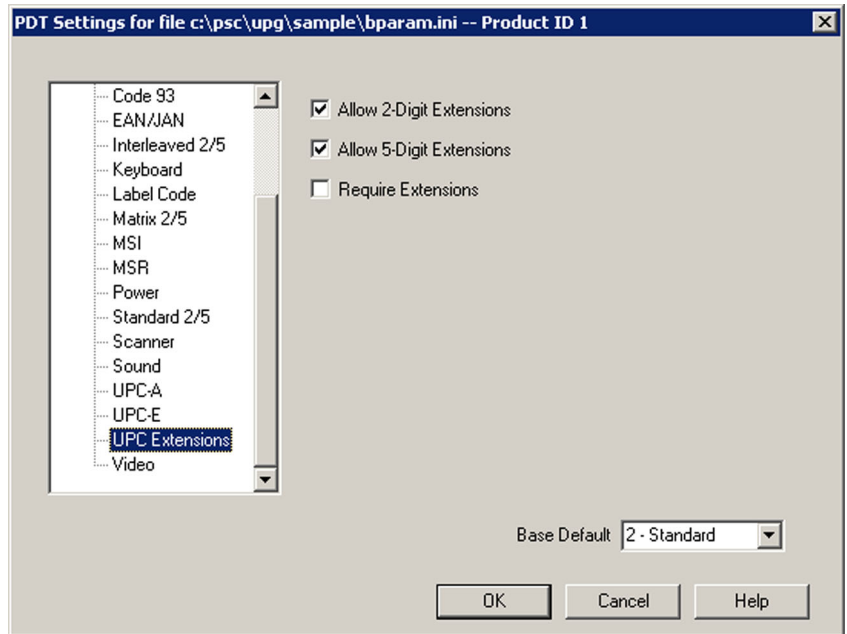 PDT Settings for file c:\psc\upg\sample\bparam.ini -- Product ID 1
Code 93
EAN/JAN
Interleaved 2/5
Keyboard
Label Code
Matrix 2/5
MSI
MSR
Power
Standard 2/5
Scanner
Sound
UPC-A
UPC-E
UPC Extensions
Video
Allow 2-Digit Extensions
Allow 5-Digit Extensions
Require Extensions
Base Default 2 - Standard
OK Cancel Help